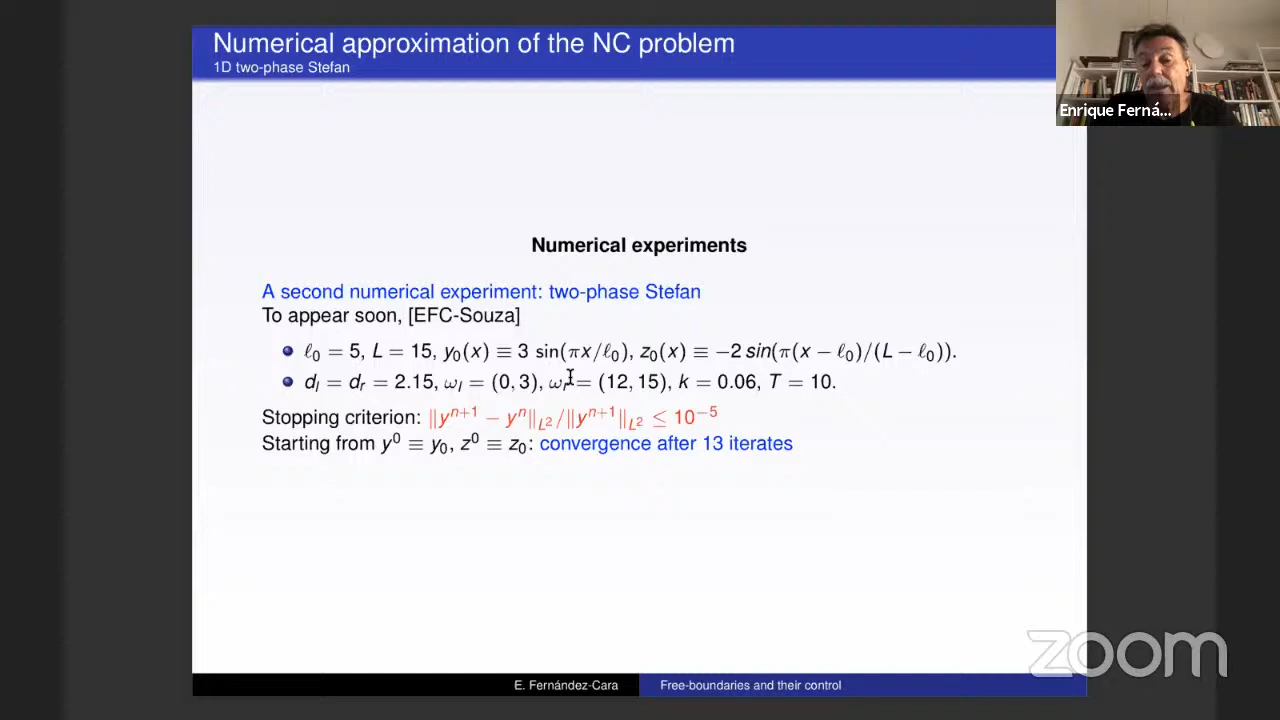 Numerical approximation of the NC problem
1D two-phase Stefan
Enrique Ferná...
Numerical experiments
A second numerical experiment: two-phase Stefan
To appear soon, [EFC-Souza]
ℓ₀ = 5, L = 15, y₀(x) ≡ 3 sin(πx/ℓ₀), z₀(x) ≡ −2 sin(π(x − ℓ₀)/(L − ℓ₀)).
d_l = d_r = 2.15, ω_l = (0, 3), ω_r = (12, 15), k = 0.06, T = 10.
Stopping criterion: ‖yⁿ⁺¹ − yⁿ‖_{L²}/‖yⁿ⁺¹‖_{L²} ≤ 10⁻⁵
Starting from y⁰ ≡ y₀, z⁰ ≡ z₀: convergence after 13 iterates
zoom
E. Fernández-Cara
Free-boundaries and their control